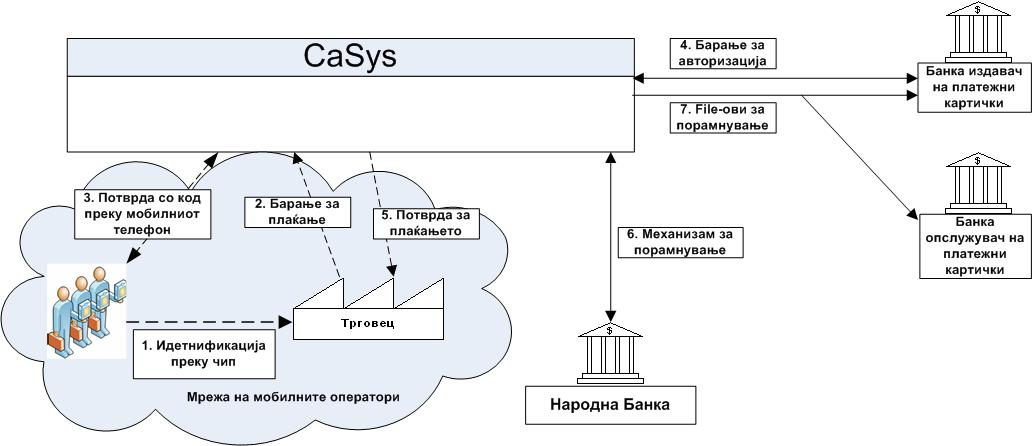 CaSys
4. Барање за
авторизација
$
Банка издавач
на платежни
картички
7. File-ови за
порамнување
3. Потврда со код
преку мобилниот
телефон
2. Барање за
плаќање
5. Потврда за
плаќањето
6. Механизам за
порамнување
$
Банка
опслужувач на
платежни
картички
Трговец
1. Идетнификација
преку чип
Мрежа на мобилните оператори
$
Народна Банка